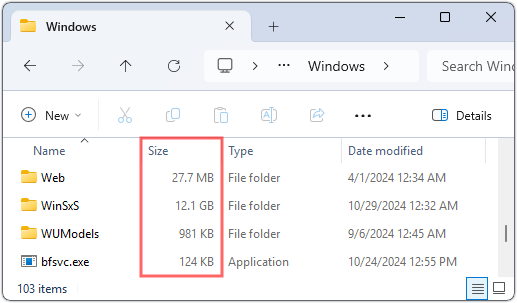 Windows
Windows
Search Wind
New
Details
Name Size Type Date modified
Web 27.7 MB File folder 4/1/2024 12:34 AM
WinSxS 12.1 GB File folder 10/29/2024 12:32 AM
WUModels 981 KB File folder 9/6/2024 12:45 AM
bfsvc.exe 124 KB Application 10/24/2024 12:55 PM
103 items